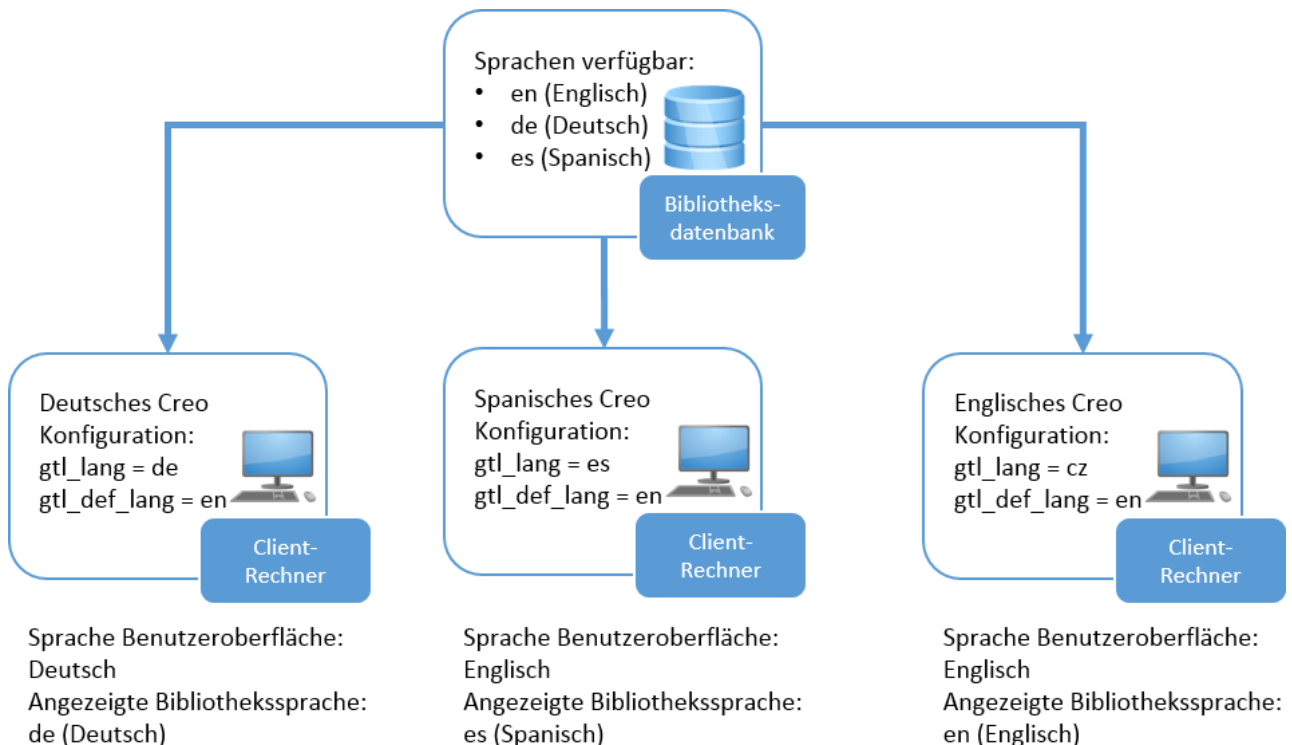 Sprachen verfügbar:
• en (Englisch)
• de (Deutsch)
• es (Spanisch)
Bibliotheks-
datenbank
Deutsches Creo
Konfiguration:
gtl_lang = de
gtl_def_lang = en
Client-
Rechner
Sprache Benutzeroberfläche:
Deutsch
Angezeigte Bibliothekssprache:
de (Deutsch)
Spanisches Creo
Konfiguration:
gtl_lang = es
gtl_def_lang = en
Client-
Rechner
Sprache Benutzeroberfläche:
Englisch
Angezeigte Bibliothekssprache:
es (Spanisch)
Englisches Creo
Konfiguration:
gtl_lang = cz
gtl_def_lang = en
Client-
Rechner
Sprache Benutzeroberfläche:
Englisch
Angezeigte Bibliothekssprache:
en (Englisch)